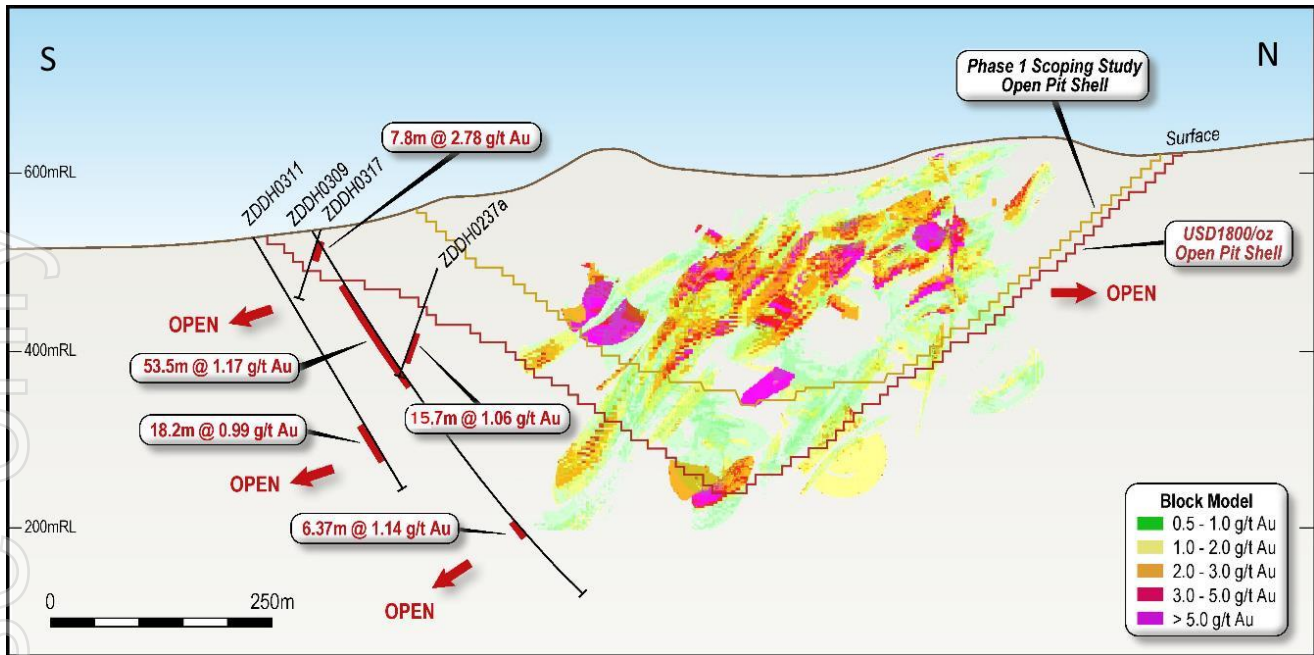 S
N
Phase 1 Scoping Study
Open Pit Shell
7.8m @ 2.78 g/t Au
Surface
600mRL
ZDDH0311
ZDDH0309
ZDDH0317
ZDDH0237a
USD1800/oz
Open Pit Shell
OPEN
OPEN
400mRL
53.5m @ 1.17 g/t Au
15.7m @ 1.06 g/t Au
18.2m @ 0.99 g/t Au
OPEN
200mRL
6.37m @ 1.14 g/t Au
OPEN
0
250m
Block Model
0.5 - 1.0 g/t Au
1.0 - 2.0 g/t Au
2.0 - 3.0 g/t Au
3.0 - 5.0 g/t Au
> 5.0 g/t Au